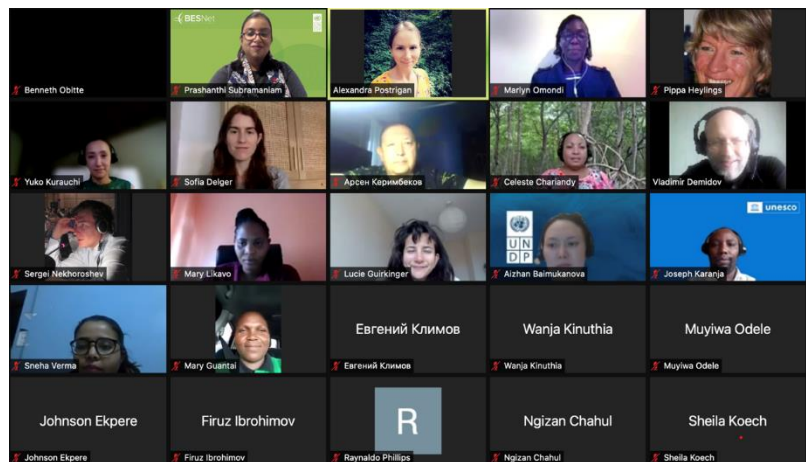 BESNet
Benneth Obitte
Prashanthi Subramaniam
Alexandra Postrigan
Marlyn Omondi
Pippa Heylings
Yuko Kurauchi
Sofia Delger
Арсен Керимбеков
Celeste Chariandy
Vladimir Demidov
Sergei Nekhoroshev
Mary Likavo
Lucie Guirkinger
U N
D P
Aizhan Baimukanova
unesco
Joseph Karanja
Sneha Verma
Mary Guantai
Евгений Климов
Евгений Климов
Wanja Kinuthia
Wanja Kinuthia
Muyiwa Odele
Muyiwa Odele
Johnson Ekpere
Johnson Ekpere
Firuz Ibrohimov
Firuz Ibrohimov
R
Raynaldo Phillips
Ngizan Chahul
Ngizan Chahul
Sheila Koech
Sheila Koech